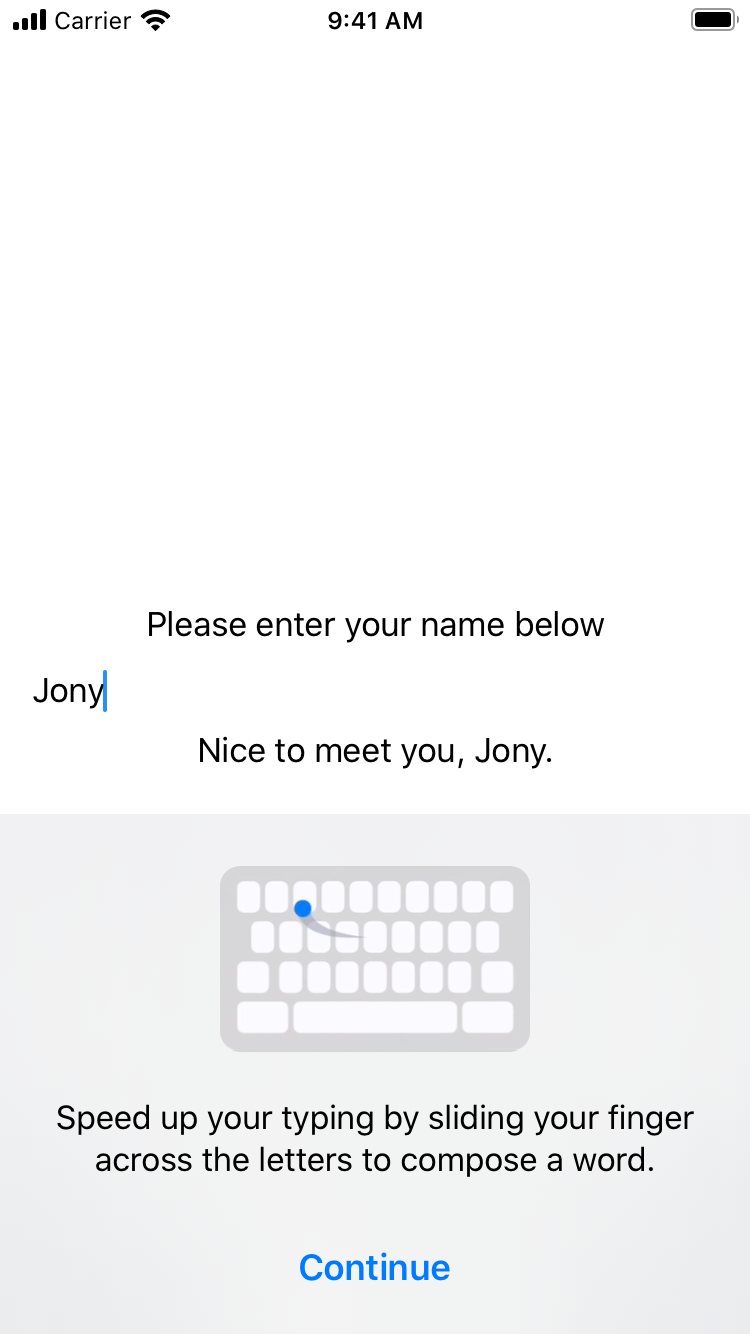 Carrier 9:41 AM
Please enter your name below
Jony
Nice to meet you, Jony.
Speed up your typing by sliding your finger
across the letters to compose a word.
Continue